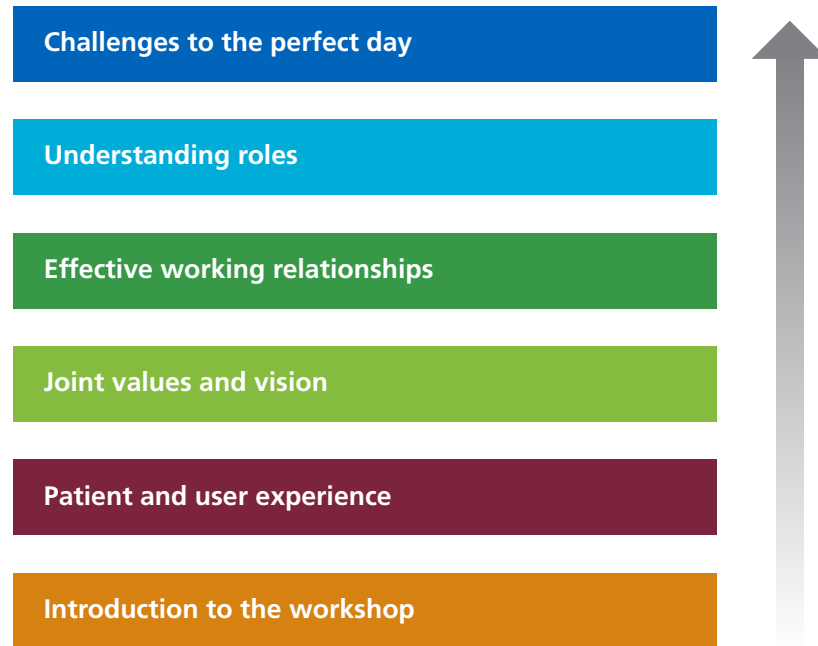 Challenges to the perfect day
Understanding roles
Effective working relationships
Joint values and vision
Patient and user experience
Introduction to the workshop